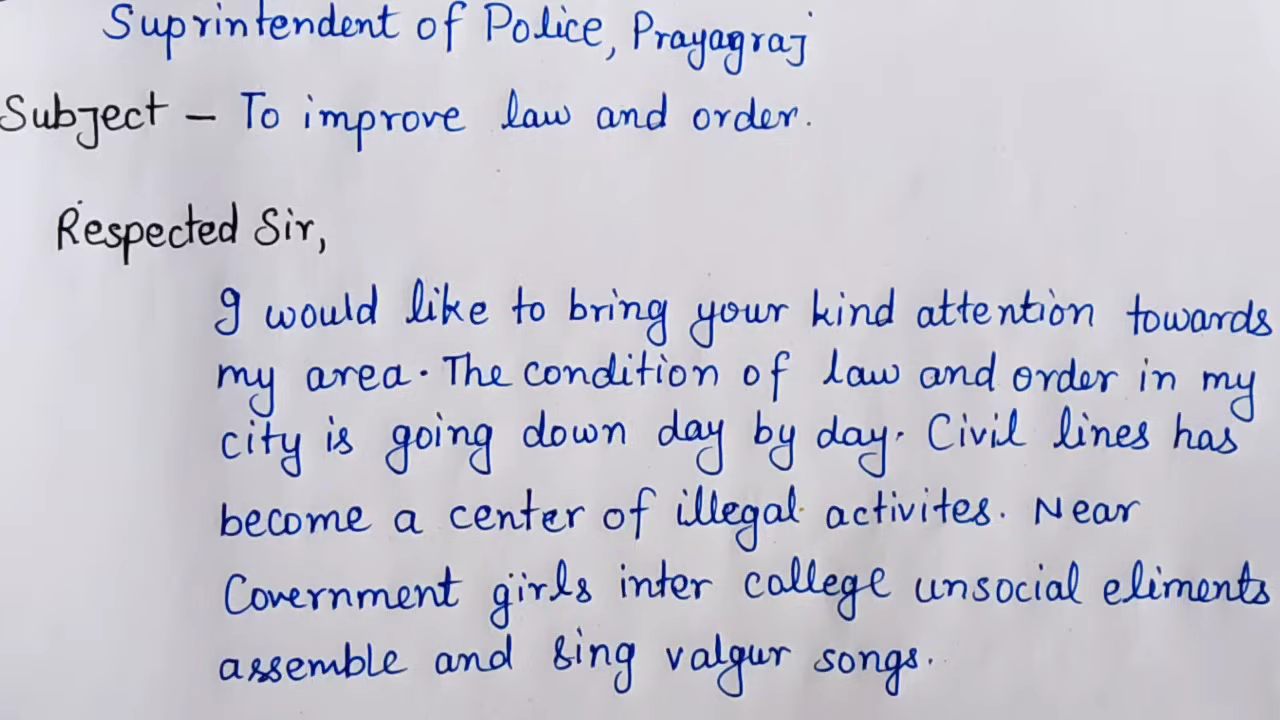 Suprintendent of Police, Prayagraj
Subject - To improve law and order.
Respected Sir,
I would like to bring your kind attention towards
my area. The condition of law and order in my
city is going down day by day. Civil lines has
become a center of illegal activites. Near
Government girls inter college unsocial eliments
assemble and sing valgur songs.